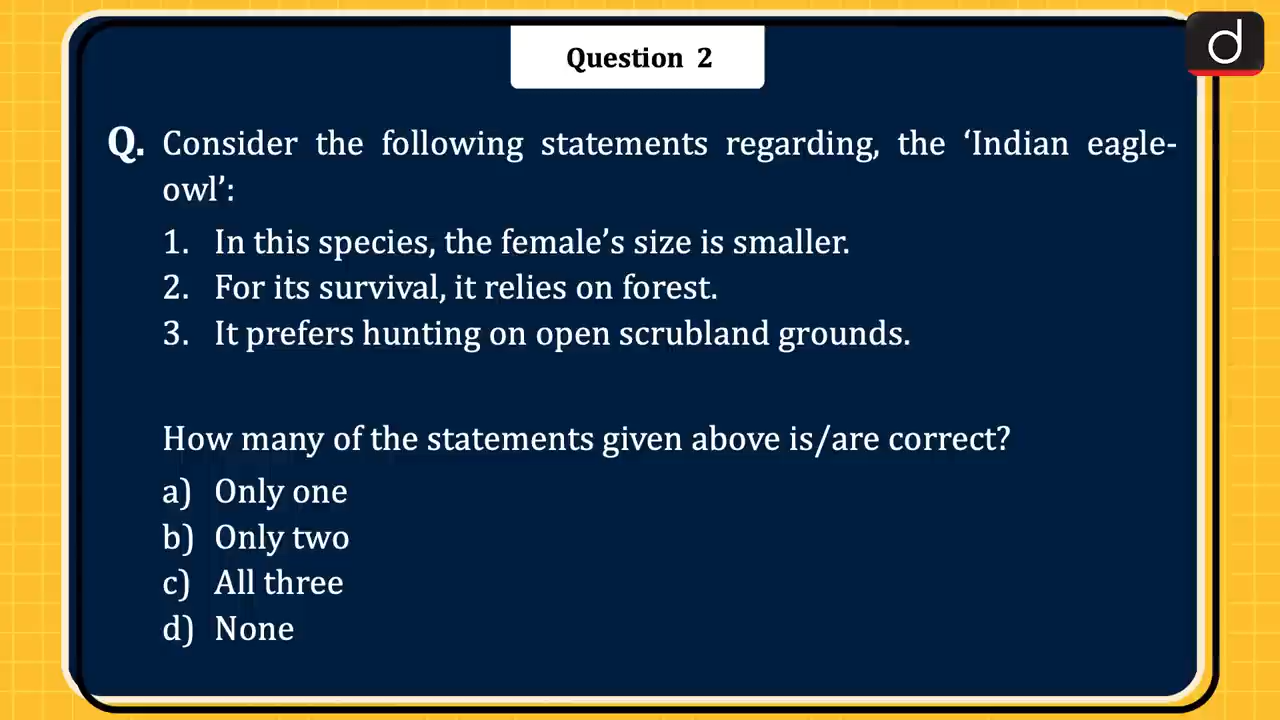 d
Question 2
Q. Consider the following statements regarding, the ‘Indian eagle-
owl’:
1. In this species, the female’s size is smaller.
2. For its survival, it relies on forest.
3. It prefers hunting on open scrubland grounds.
How many of the statements given above is/are correct?
a) Only one
b) Only two
c) All three
d) None